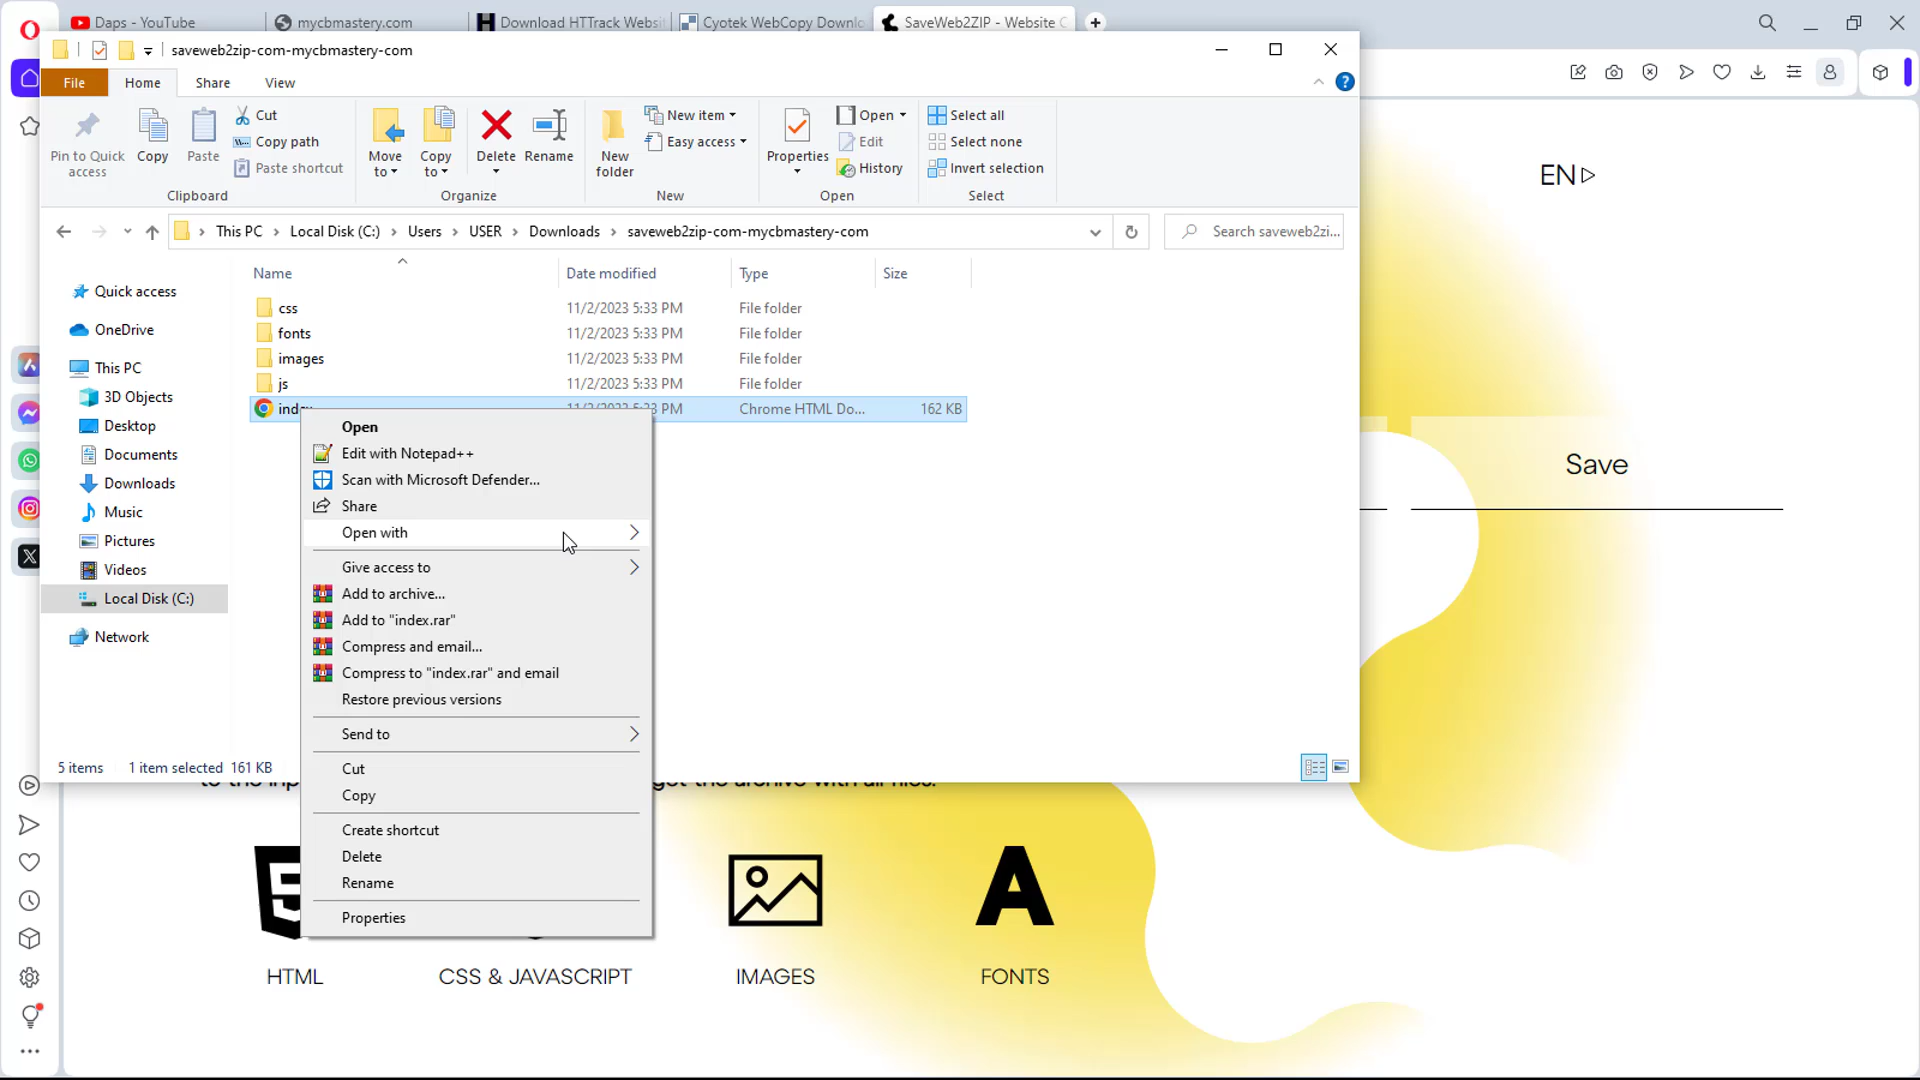 Daps - YouTube
mycbmastery.com
Download HTTrack Websi
Cyotek WebCopy Downlo
SaveWeb2ZIP - Website C
saveweb2zip-com-mycbmastery-com
File
Home
Share
View
Pin to Quick access
Copy
Paste
Cut
Copy path
Paste shortcut
Clipboard
Move to
Copy to
Delete
Rename
Organize
New folder
New item
Easy access
New
Properties
Open
Edit
History
Open
Select all
Select none
Invert selection
Select
EN
This PC
Local Disk (C:)
Users
USER
Downloads
saveweb2zip-com-mycbmastery-com
Search saveweb2zi...
Name
Date modified
Type
Size
css 11/2/2023 5:33 PM File folder
fonts 11/2/2023 5:33 PM File folder
images 11/2/2023 5:33 PM File folder
js 11/2/2023 5:33 PM File folder
Chrome HTML Do... 162 KB
Quick access
OneDrive
This PC
3D Objects
Desktop
Documents
Downloads
Music
Pictures
Videos
Local Disk (C:)
Network
Open
Edit with Notepad++
Scan with Microsoft Defender...
Share
Open with
Give access to
Add to archive...
Add to "index.rar"
Compress and email...
Compress to "index.rar" and email
Restore previous versions
Send to
Cut
Copy
Create shortcut
Delete
Rename
Properties
Save
5 items 1 item selected 161 KB
HTML
CSS & JAVASCRIPT
IMAGES
A
FONTS